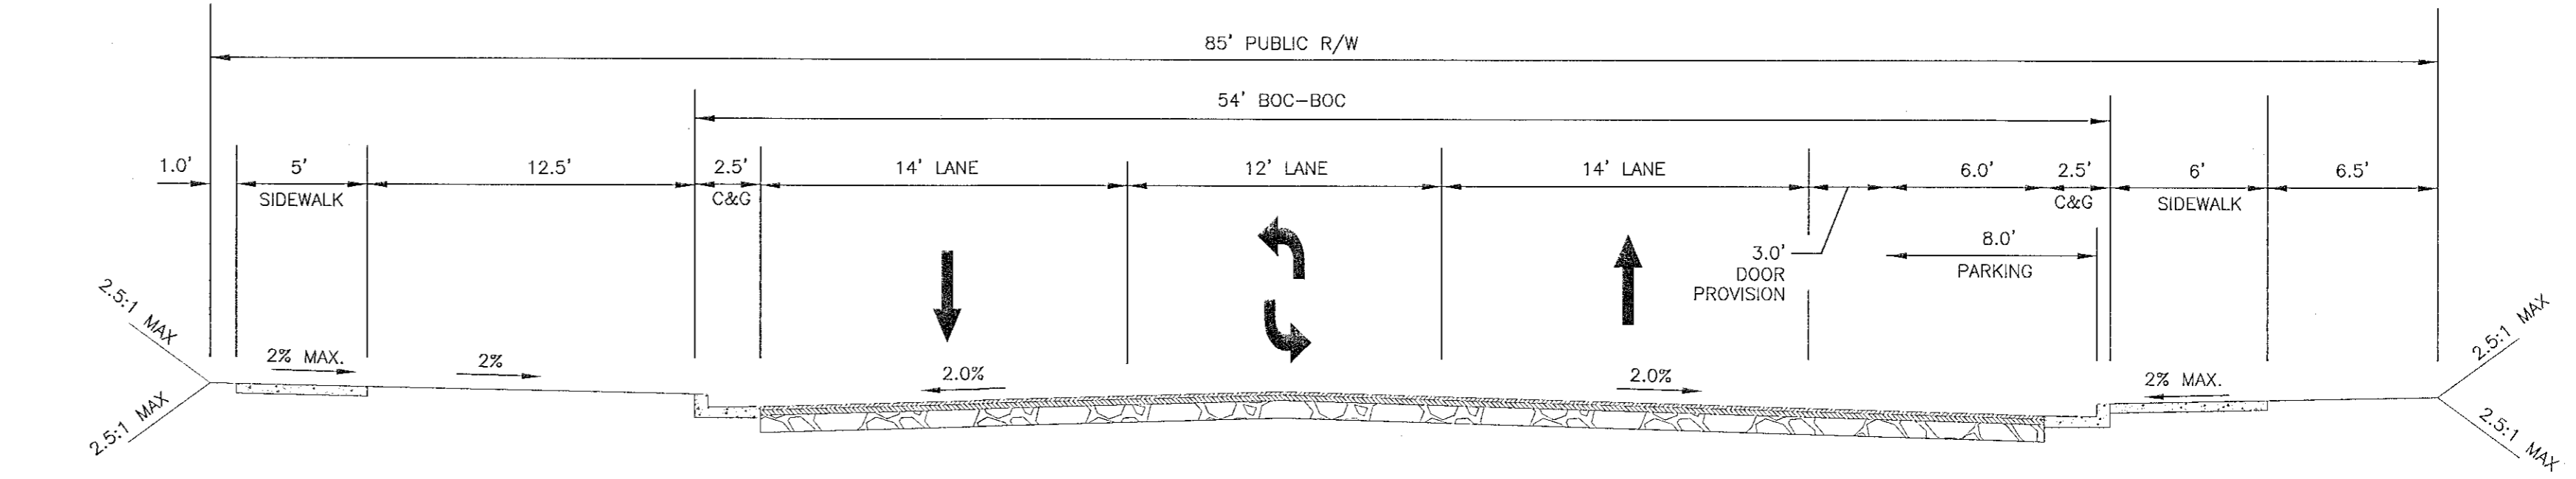 85' PUBLIC R/W
54' BOC-BOC
1.0'
5'
SIDEWALK
12.5'
2.5'
C&G
14' LANE
12' LANE
14' LANE
6.0'
2.5'
C&G
6'
SIDEWALK
6.5'
3.0'
DOOR
PROVISION
8.0'
PARKING
2.5:1 MAX
2.5:1 MAX
2% MAX.
2%
2.0%
2.0%
2% MAX.
2.5:1 MAX
2.5:1 MAX